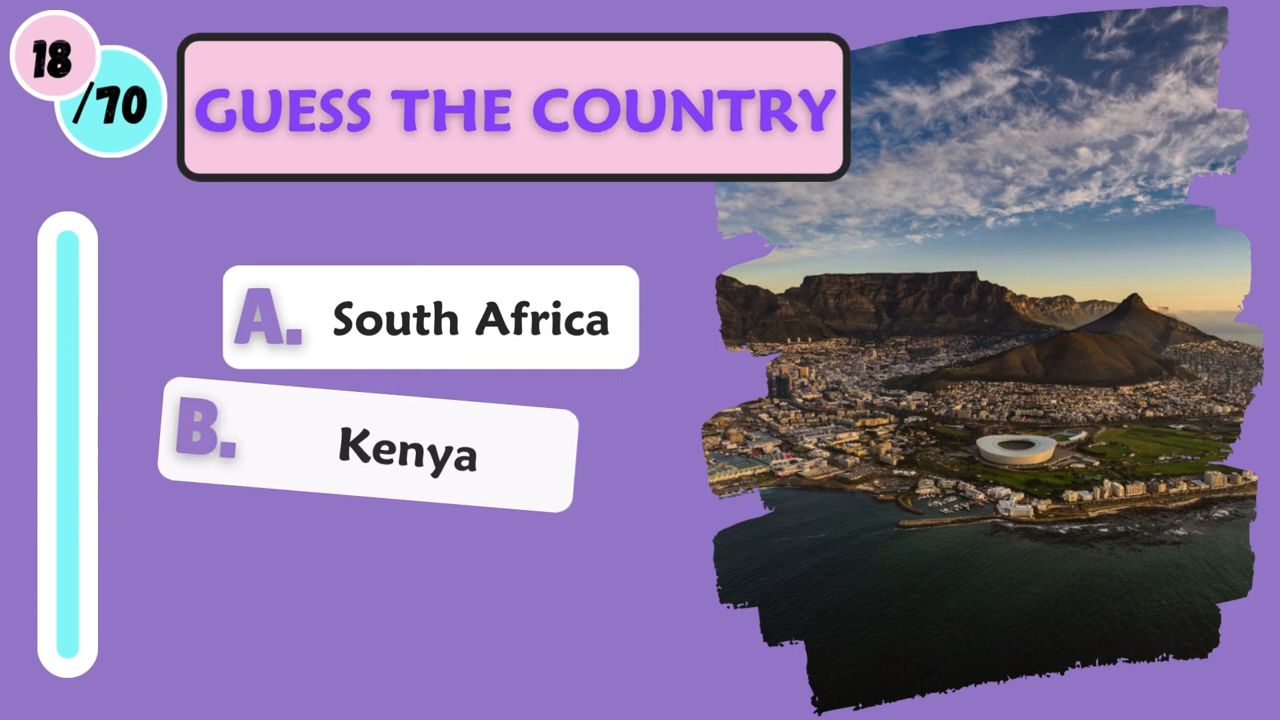 18
/70
GUESS THE COUNTRY
A. South Africa
B. Kenya